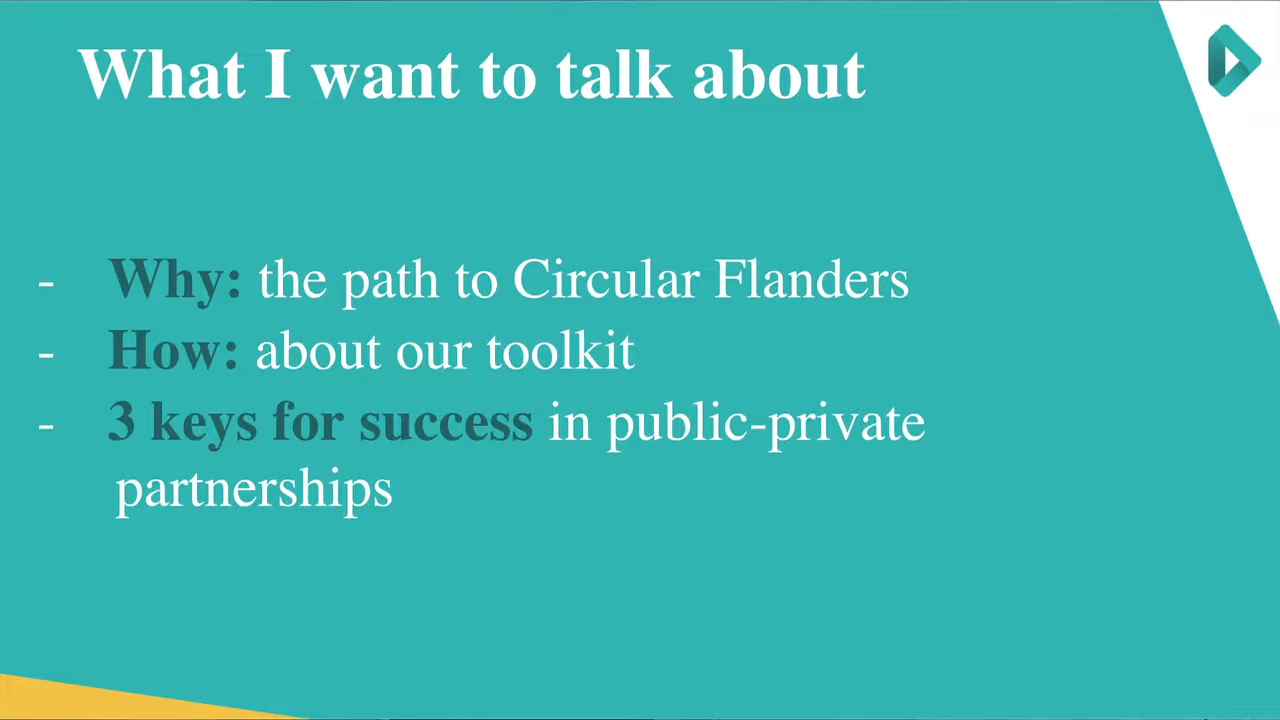 What I want to talk about
- Why: the path to Circular Flanders
- How: about our toolkit
- 3 keys for success in public-private
partnerships